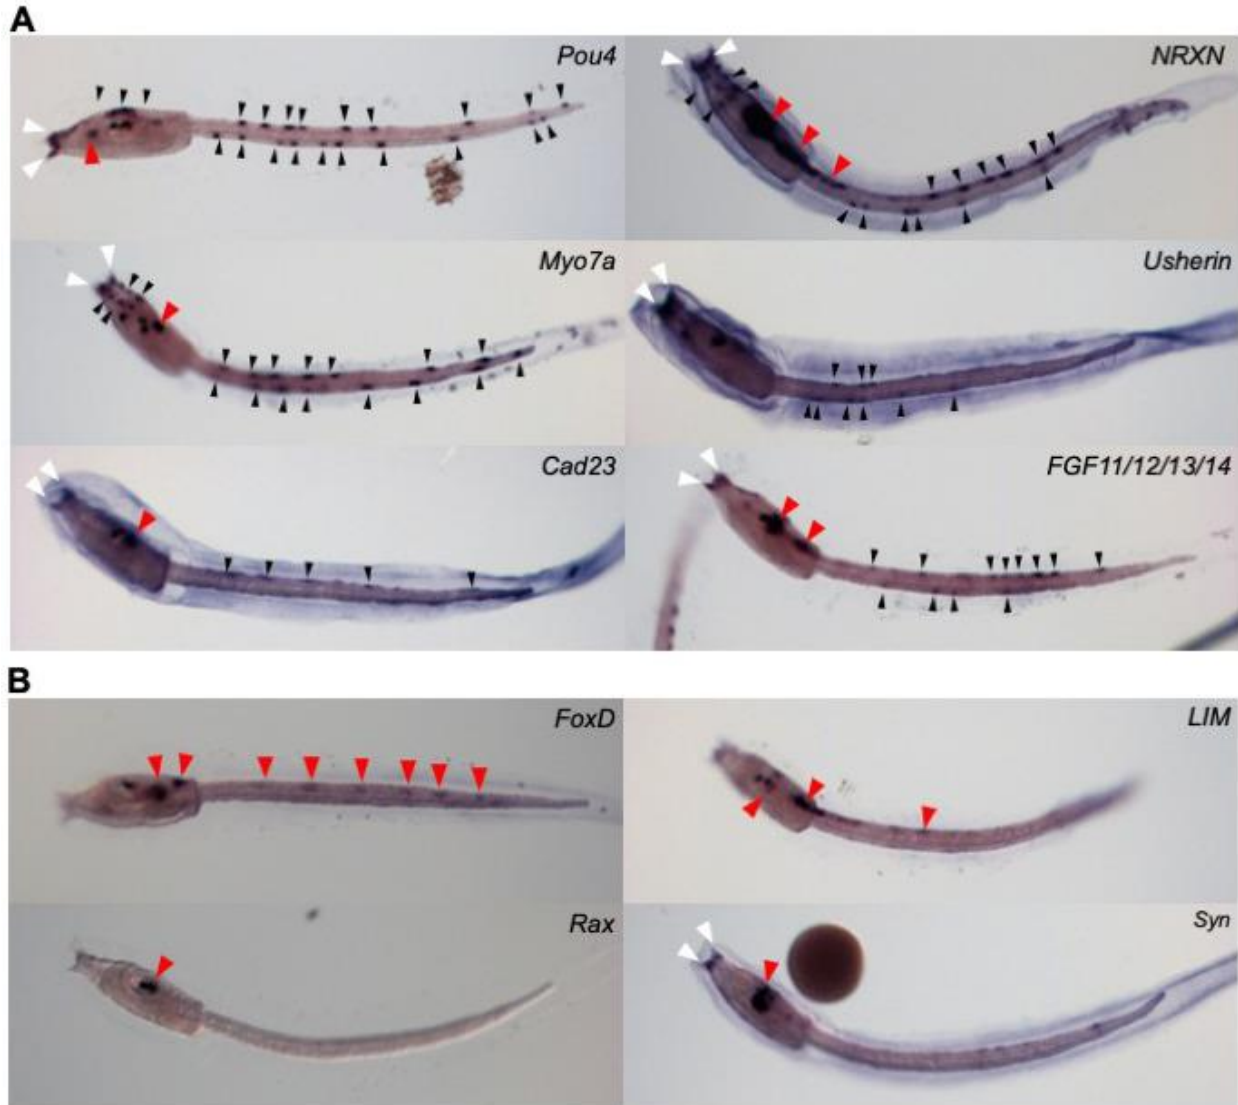 A
Pou4
NRXN
Myo7a
Usherin
Cad23
FGF11/12/13/14
B
FoxD
LIM
Rax
Syn